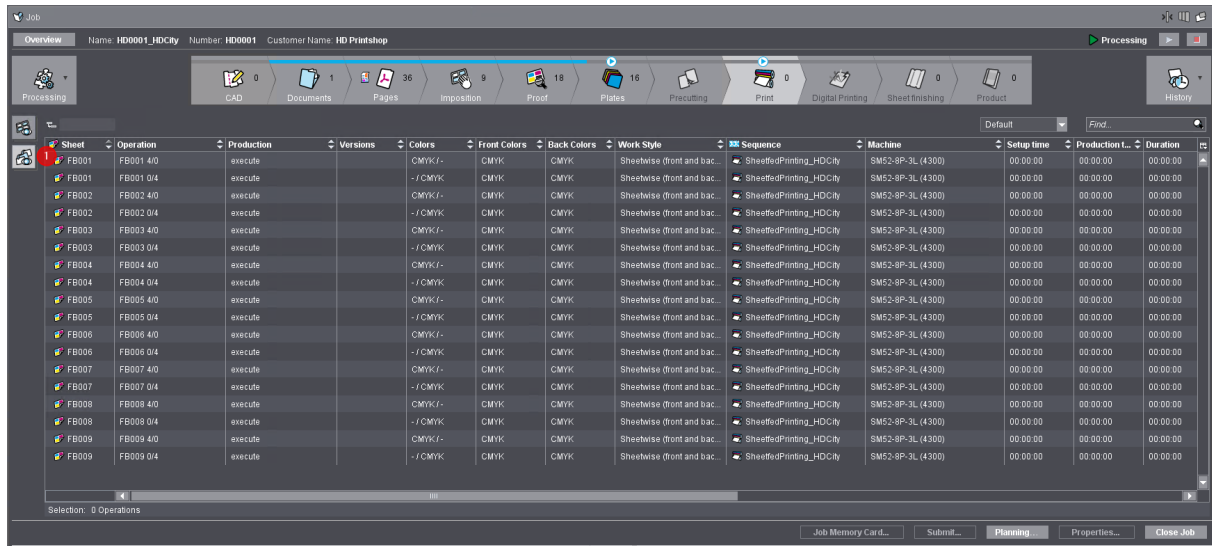 Job
Overview Name: HD0001_HDCity Number: HD0001 Customer Name: HD Printshop Processing
Processing CAD 0 Documents 1 Pages 36 Imposition 9 Proof 18 Plates 16 Precutting Print 0 Digital Printing Sheet finishing 0 Product 0 History
Default Find...
1 Sheet Operation Production Versions Colors Front Colors Back Colors Work Style Sequence Machine Setup time Production t... Duration
FB001 FB001 4/0 execute CMYK / - CMYK CMYK Sheetwise (front and bac... SheetfedPrinting_HDCity SM52-8P-3L (4300) 00:00:00 00:00:00 00:00:00
FB001 FB001 0/4 execute - / CMYK CMYK CMYK Sheetwise (front and bac... SheetfedPrinting_HDCity SM52-8P-3L (4300) 00:00:00 00:00:00 00:00:00
FB002 FB002 4/0 execute CMYK / - CMYK CMYK Sheetwise (front and bac... SheetfedPrinting_HDCity SM52-8P-3L (4300) 00:00:00 00:00:00 00:00:00
FB002 FB002 0/4 execute - / CMYK CMYK CMYK Sheetwise (front and bac... SheetfedPrinting_HDCity SM52-8P-3L (4300) 00:00:00 00:00:00 00:00:00
FB003 FB003 4/0 execute CMYK / - CMYK CMYK Sheetwise (front and bac... SheetfedPrinting_HDCity SM52-8P-3L (4300) 00:00:00 00:00:00 00:00:00
FB003 FB003 0/4 execute - / CMYK CMYK CMYK Sheetwise (front and bac... SheetfedPrinting_HDCity SM52-8P-3L (4300) 00:00:00 00:00:00 00:00:00
FB004 FB004 4/0 execute CMYK / - CMYK CMYK Sheetwise (front and bac... SheetfedPrinting_HDCity SM52-8P-3L (4300) 00:00:00 00:00:00 00:00:00
FB004 FB004 0/4 execute - / CMYK CMYK CMYK Sheetwise (front and bac... SheetfedPrinting_HDCity SM52-8P-3L (4300) 00:00:00 00:00:00 00:00:00
FB005 FB005 4/0 execute CMYK / - CMYK CMYK Sheetwise (front and bac... SheetfedPrinting_HDCity SM52-8P-3L (4300) 00:00:00 00:00:00 00:00:00
FB005 FB005 0/4 execute - / CMYK CMYK CMYK Sheetwise (front and bac... SheetfedPrinting_HDCity SM52-8P-3L (4300) 00:00:00 00:00:00 00:00:00
FB006 FB006 4/0 execute CMYK / - CMYK CMYK Sheetwise (front and bac... SheetfedPrinting_HDCity SM52-8P-3L (4300) 00:00:00 00:00:00 00:00:00
FB006 FB006 0/4 execute - / CMYK CMYK CMYK Sheetwise (front and bac... SheetfedPrinting_HDCity SM52-8P-3L (4300) 00:00:00 00:00:00 00:00:00
FB007 FB007 4/0 execute CMYK / - CMYK CMYK Sheetwise (front and bac... SheetfedPrinting_HDCity SM52-8P-3L (4300) 00:00:00 00:00:00 00:00:00
FB007 FB007 0/4 execute - / CMYK CMYK CMYK Sheetwise (front and bac... SheetfedPrinting_HDCity SM52-8P-3L (4300) 00:00:00 00:00:00 00:00:00
FB008 FB008 4/0 execute CMYK / - CMYK CMYK Sheetwise (front and bac... SheetfedPrinting_HDCity SM52-8P-3L (4300) 00:00:00 00:00:00 00:00:00
FB008 FB008 0/4 execute - / CMYK CMYK CMYK Sheetwise (front and bac... SheetfedPrinting_HDCity SM52-8P-3L (4300) 00:00:00 00:00:00 00:00:00
FB009 FB009 4/0 execute CMYK / - CMYK CMYK Sheetwise (front and bac... SheetfedPrinting_HDCity SM52-8P-3L (4300) 00:00:00 00:00:00 00:00:00
FB009 FB009 0/4 execute - / CMYK CMYK CMYK Sheetwise (front and bac... SheetfedPrinting_HDCity SM52-8P-3L (4300) 00:00:00 00:00:00 00:00:00
Selection: 0 Operations
Job Memory Card... Submit... Planning... Properties... Close Job